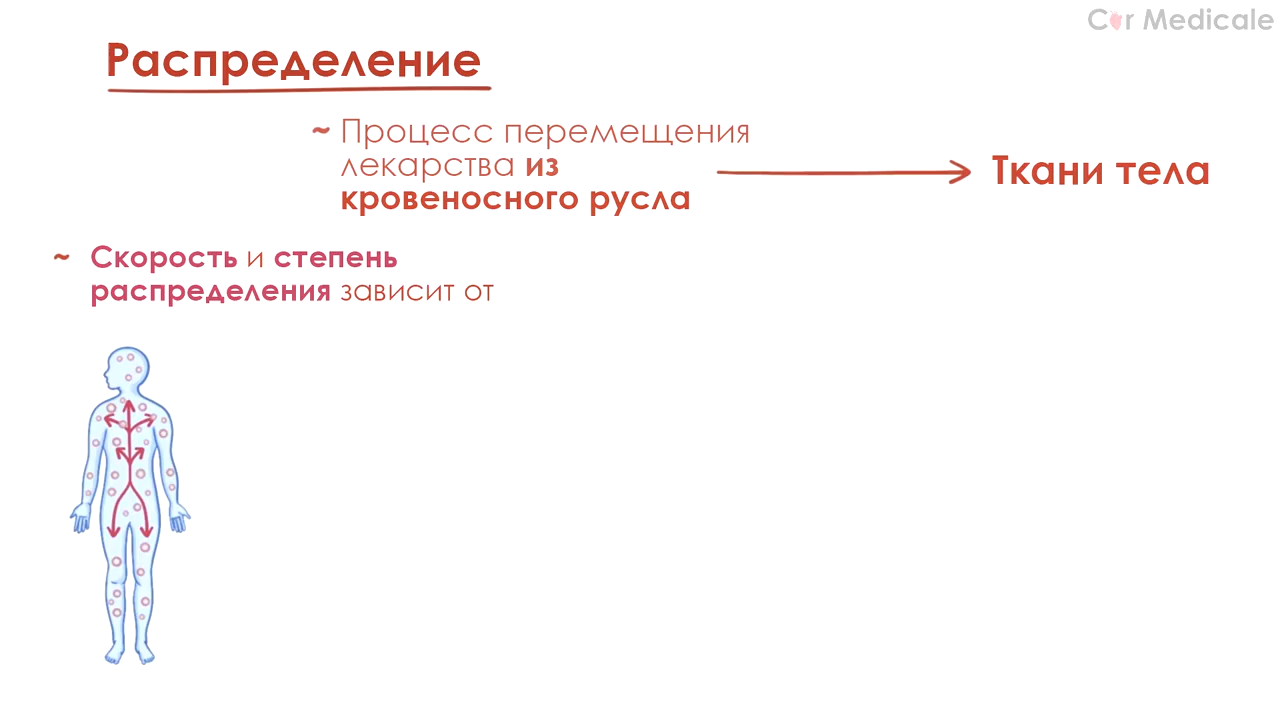 Cor Medicale
Распределение
~ Процесс перемещения
лекарства из
кровеносного русла
Ткани тела
~ Скорость и степень
распределения зависит от